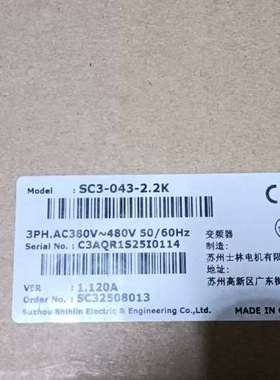 Model : SC3-043-2.2K
CE
3PH.AC380V~480V 50/60Hz
Serial No. : C3AQR1S25I0114
变频器
制造:
苏州士林电机有限
苏州高新区广东街
VER : 1.120A
Order No. : SC32508013
Suzhou Shihlin Electric & Engineering Co.,Ltd.
MADE IN C